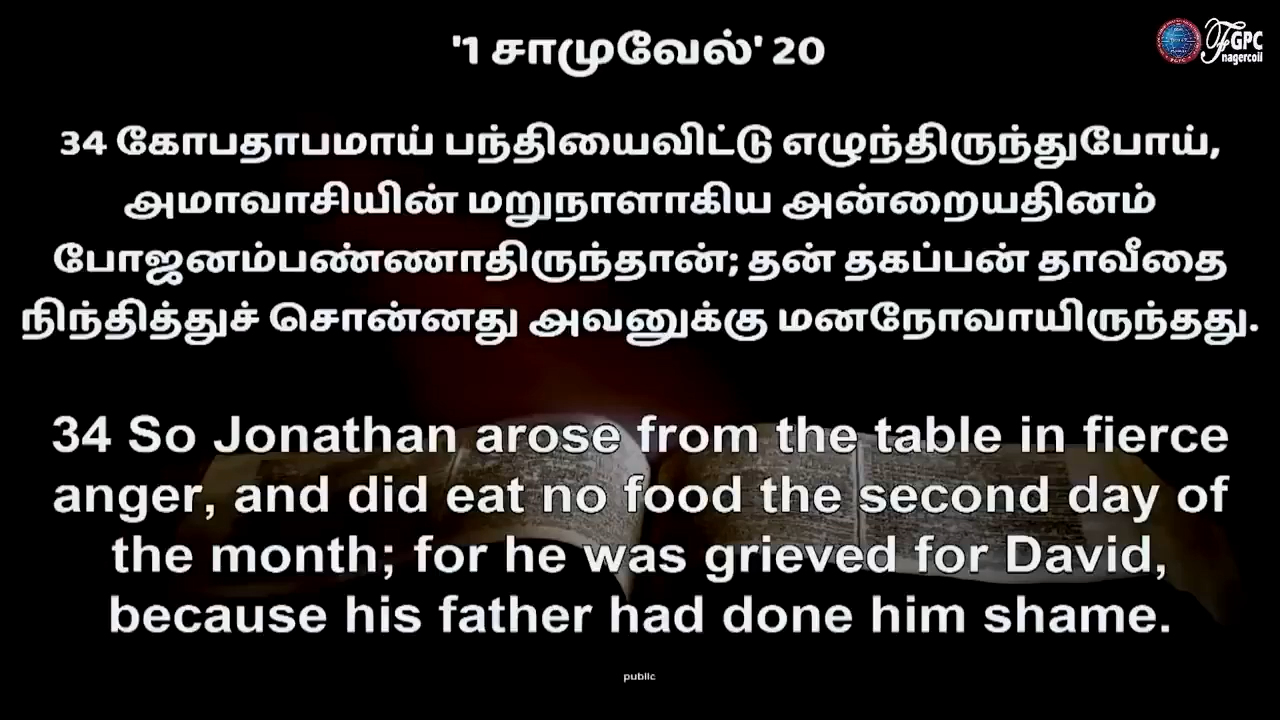 '1 சாமுவேல்' 20
FGPC
nagercoil
34 கோபதாபமாய் பந்தியைவிட்டு எழுந்திருந்துபோய்,
அமாவாசியின் மறுநாளாகிய அன்றையதினம்
போஜனம்பண்ணாதிருந்தான்; தன் தகப்பன் தாவீதை
நிந்தித்துச் சொன்னது அவனுக்கு மனநோவாயிருந்தது.
34 So Jonathan arose from the table in fierce
anger, and did eat no food the second day of
the month; for he was grieved for David,
because his father had done him shame.
public